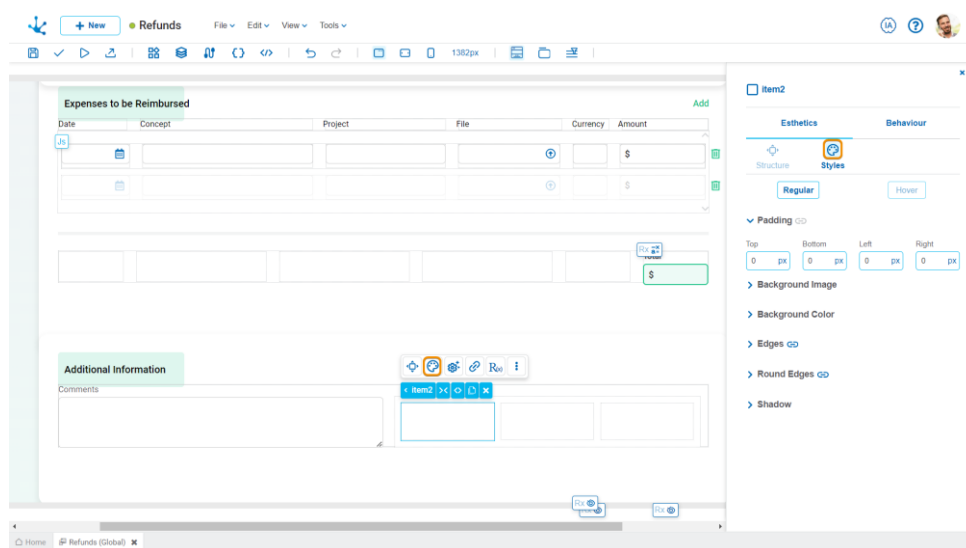 + New
Refunds
File
Edit
View
Tools
IA
?
1382px
Expenses to be Reimbursed
Add
Date
Concept
Project
File
Currency
Amount
Js
$
$
Rx
$
Additional Information
Comments
item2
Rx
Rx
item2
Esthetics
Behaviour
Structure
Styles
Regular
Hover
Padding
Top
Bottom
Left
Right
0 px
0 px
0 px
0 px
Background Image
Background Color
Edges
Round Edges
Shadow
Home
Refunds (Global)